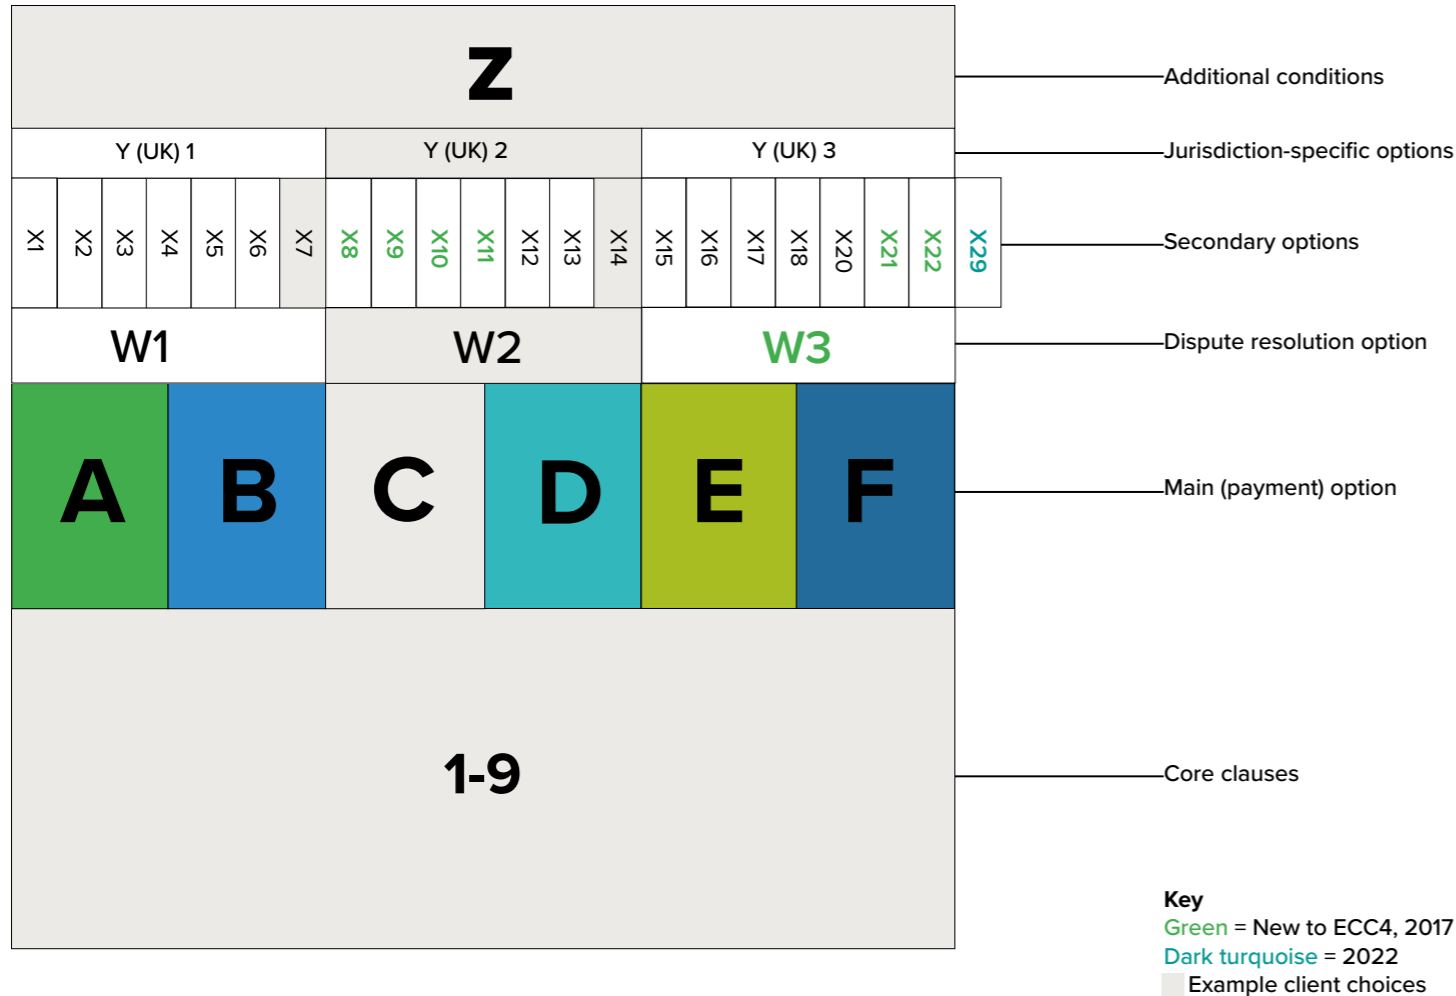 Z
Additional conditions
Y (UK) 1
Y (UK) 2
Y (UK) 3
Jurisdiction-specific options
X1
X2
X3
X4
X5
X6
X7
X8
X9
X10
X11
X12
X13
X14
X15
X16
X17
X18
X20
X21
X22
X29
Secondary options
W1
W2
W3
Dispute resolution option
A
B
C
D
E
F
Main (payment) option
1-9
Core clauses
Key
Green = New to ECC4, 2017
Dark turquoise = 2022
Example client choices